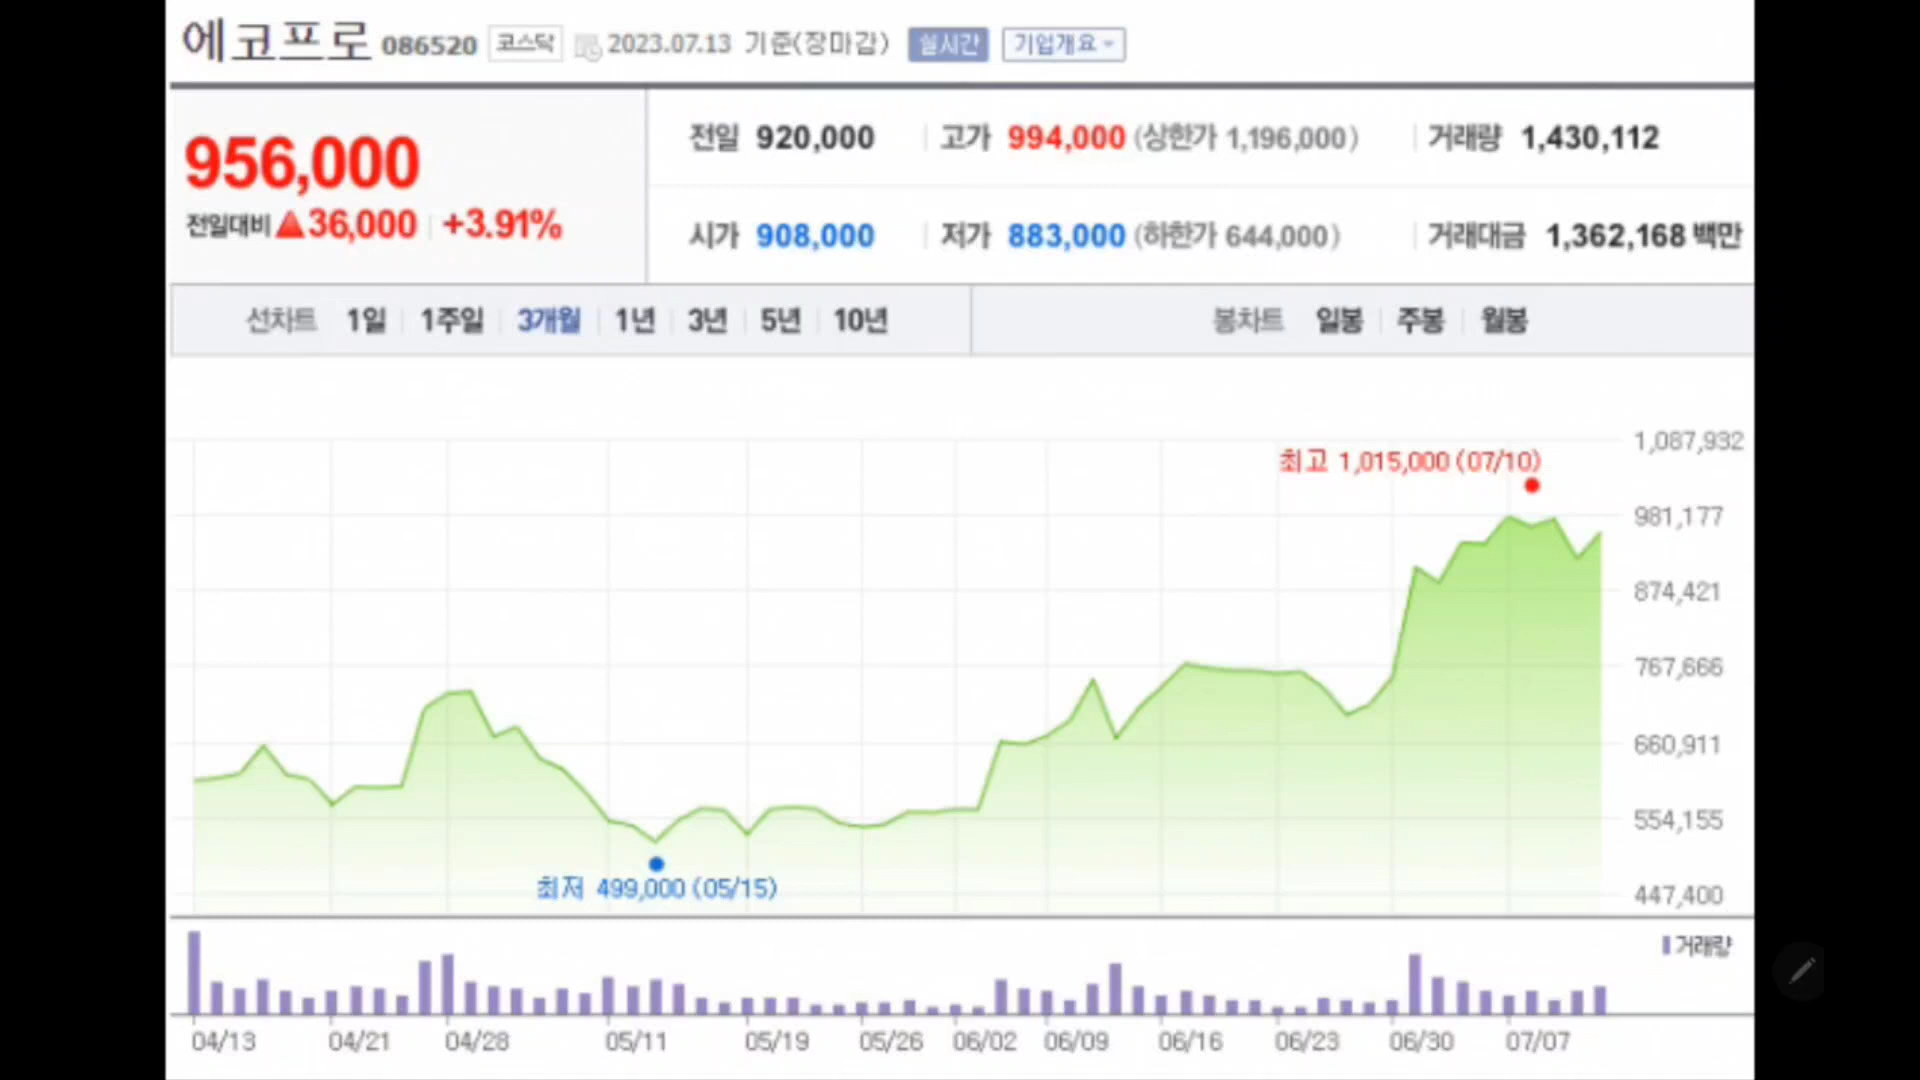 에코프로 086520 코스닥 2023.07.13 기준(장마감) 실시간 기업개요
956,000
전일대비 ▲36,000 +3.91%
전일 920,000 고가 994,000 (상한가 1,196,000) 거래량 1,430,112
시가 908,000 저가 883,000 (하한가 644,000) 거래대금 1,362,168 백만
선차트 1일 1주일 3개월 1년 3년 5년 10년 봉차트 일봉 주봉 월봉
1,087,932
최고 1,015,000 (07/10)
981,177
874,421
767,666
660,911
554,155
최저 499,000 (05/15)
447,400
거래량
04/13 04/21 04/28 05/11 05/19 05/26 06/02 06/09 06/16 06/23 06/30 07/07